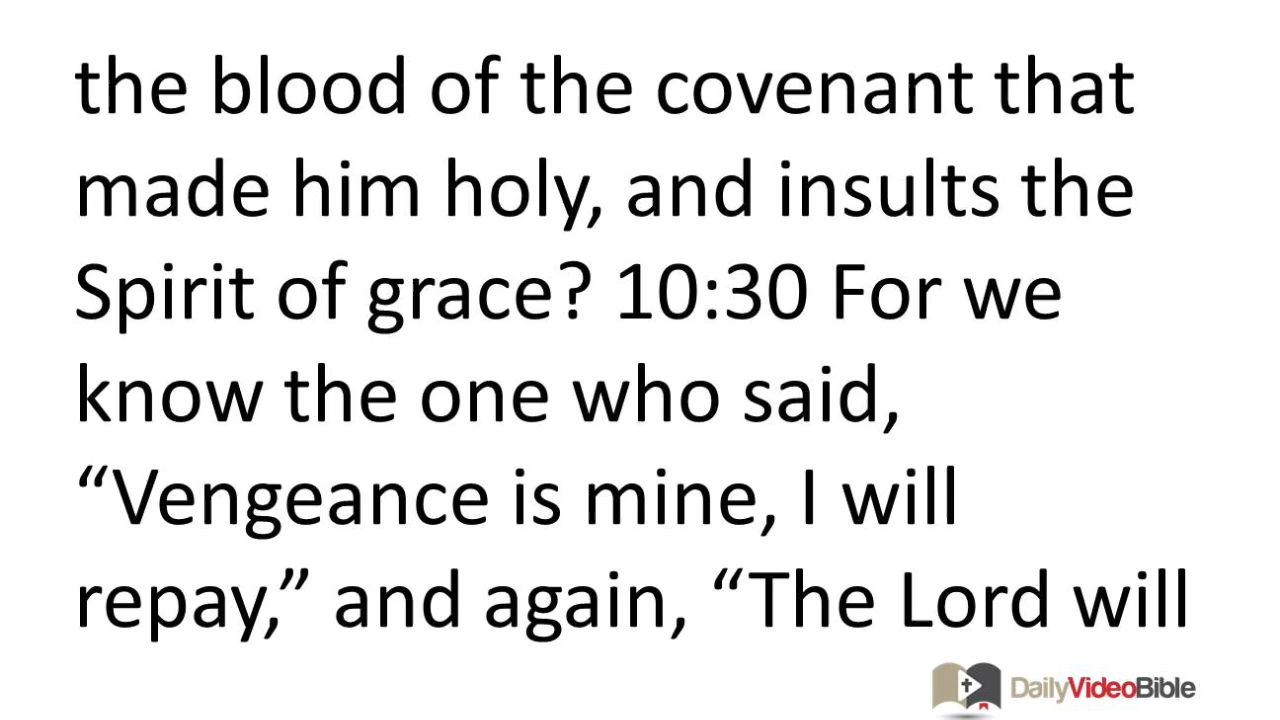 the blood of the covenant that
made him holy, and insults the
Spirit of grace? 10:30 For we
know the one who said,
“Vengeance is mine, I will
repay,” and again, “The Lord will
DailyVideoBible